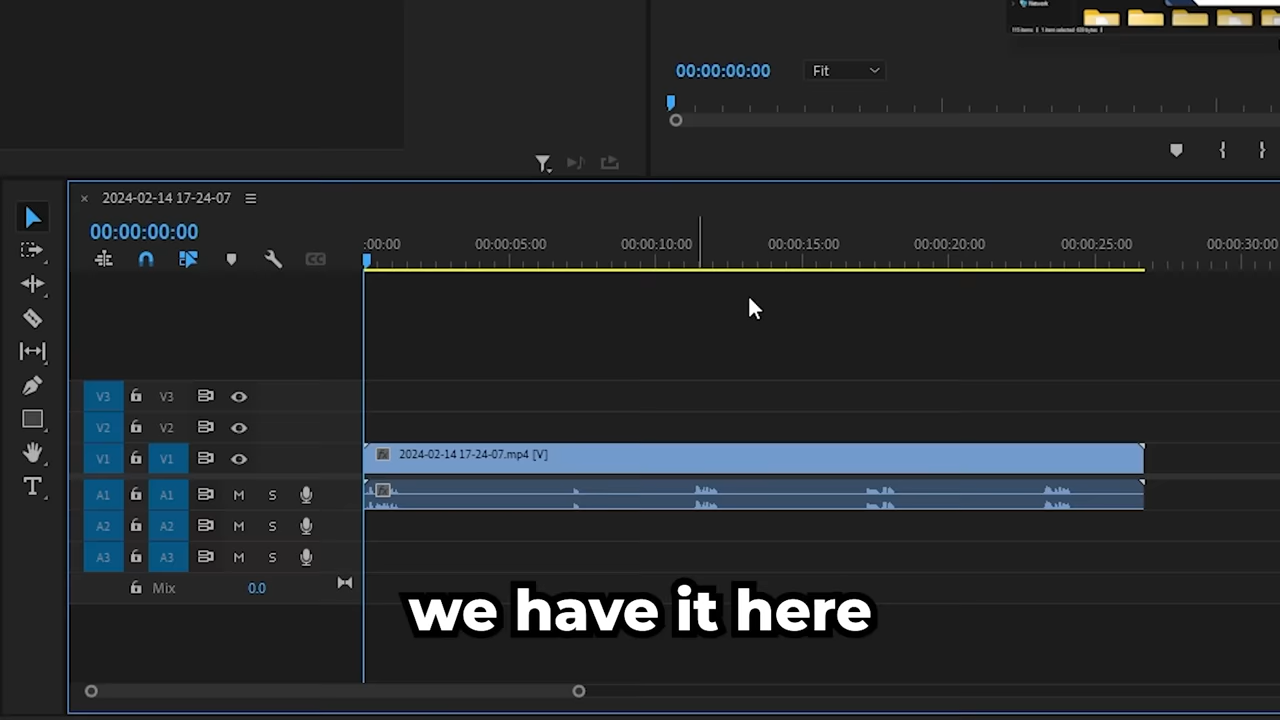 Network
00:00:00:00
Fit
2024-02-14 17-24-07
00:00:00:00
:00:00
00:00:05:00
00:00:10:00
00:00:15:00
00:00:20:00
00:00:25:00
00:00:30:00
CC
V3 V3
V2 V2
V1 V1
2024-02-14 17-24-07.mp4 [V]
fx
A1 A1 M S
A2 A2 M S
A3 A3 M S
Mix 0.0
we have it here